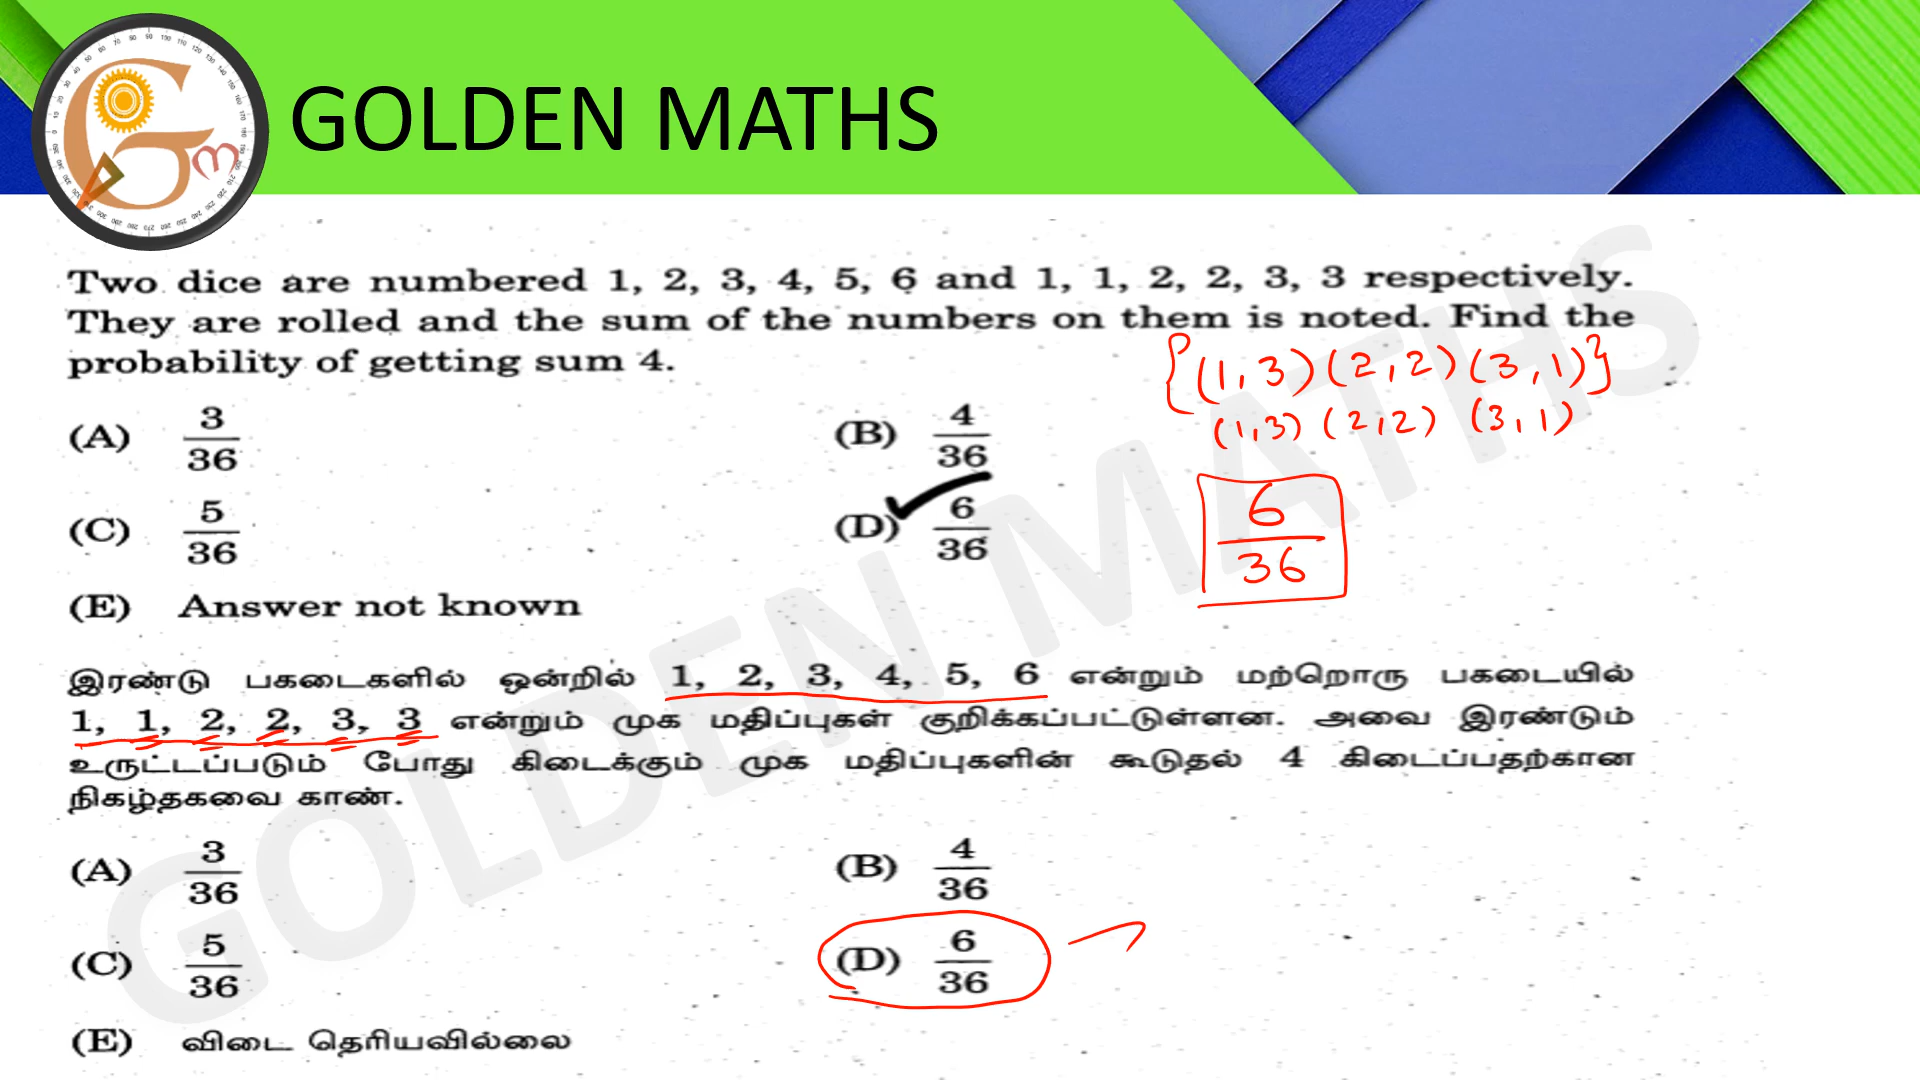 GOLDEN MATHS
Two dice are numbered 1, 2, 3, 4, 5, 6 and 1, 1, 2, 2, 3, 3 respectively.
They are rolled and the sum of the numbers on them is noted. Find the
probability of getting sum 4.
{(1,3) (2,2) (3,1)}
(1,3) (2,2) (3,1)
(A) 3/36 (B) 4/36
(C) 5/36 (D) 6/36
6/36
(E) Answer not known
இரண்டு பகடைகளில் ஒன்றில் 1, 2, 3, 4, 5, 6 என்றும் மற்றொரு பகடையில்
1, 1, 2, 2, 3, 3 என்றும் முக மதிப்புகள் குறிக்கப்பட்டுள்ளன. அவை இரண்டும்
உருட்டப்படும் போது கிடைக்கும் முக மதிப்புகளின் கூடுதல் 4 கிடைப்பதற்கான
நிகழ்தகவை காண்.
(A) 3/36 (B) 4/36
(C) 5/36 (D) 6/36
(E) விடை தெரியவில்லை
GOLDEN MATHS